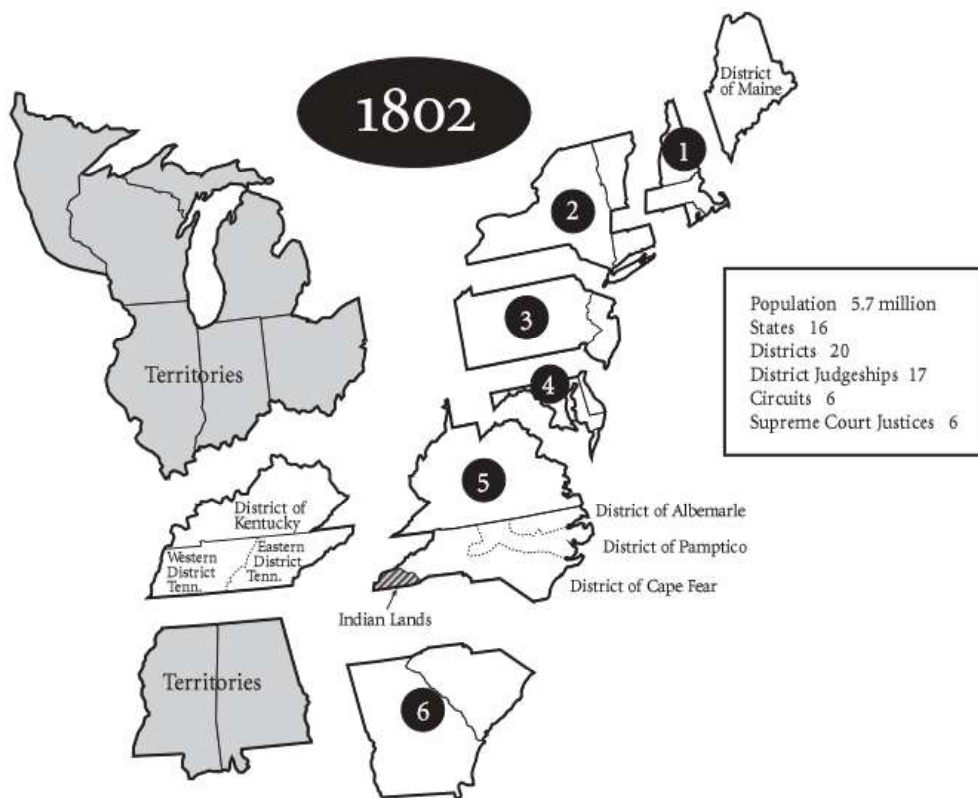 1802
District
of Maine
1
2
3
4
5
6
Population 5.7 million
States 16
Districts 20
District Judgeships 17
Circuits 6
Supreme Court Justices 6
Territories
District of
Kentucky
Western
District
Tenn.
Eastern
District
Tenn.
District of Albemarle
District of Pamptico
District of Cape Fear
Indian Lands
Territories